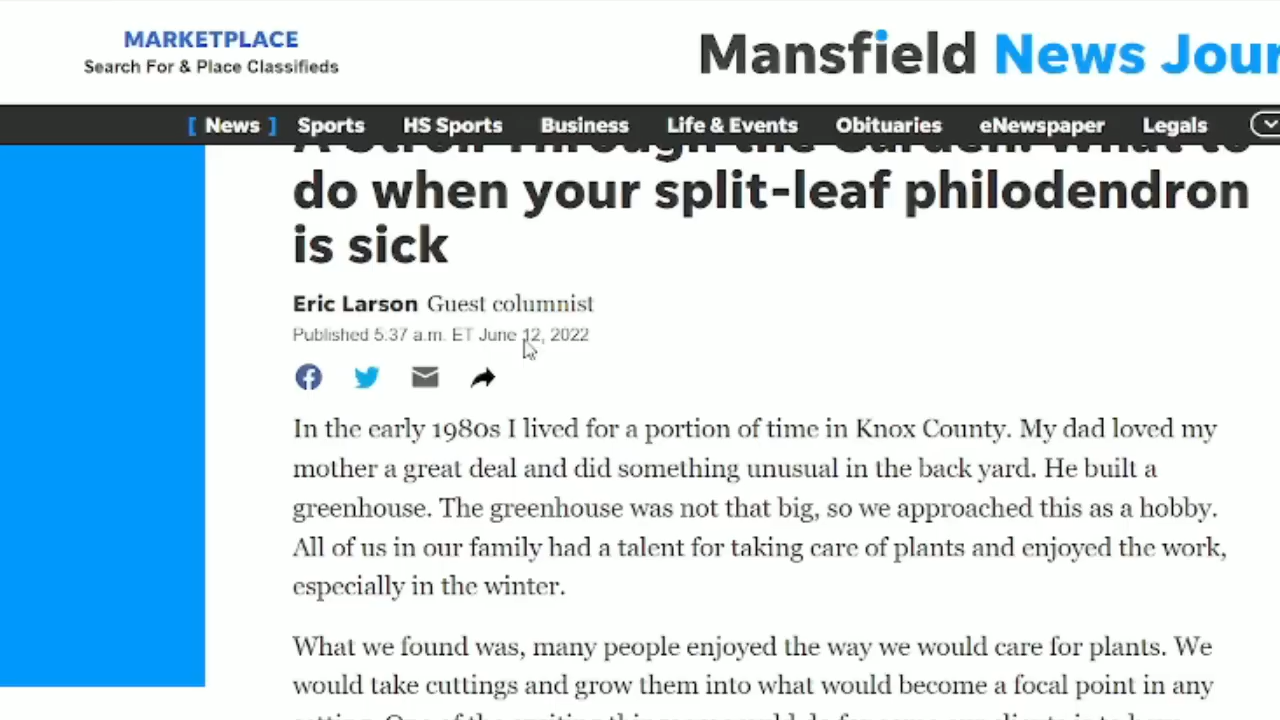 MARKETPLACE
Search For & Place Classifieds
Mansfield News Jour
[ News ] Sports HS Sports Business Life & Events Obituaries eNewspaper Legals
A Stroll Through the Garden: What to
do when your split-leaf philodendron
is sick
Eric Larson Guest columnist
Published 5:37 a.m. ET June 12, 2022
In the early 1980s I lived for a portion of time in Knox County. My dad loved my
mother a great deal and did something unusual in the back yard. He built a
greenhouse. The greenhouse was not that big, so we approached this as a hobby.
All of us in our family had a talent for taking care of plants and enjoyed the work,
especially in the winter.
What we found was, many people enjoyed the way we would care for plants. We
would take cuttings and grow them into what would become a focal point in any